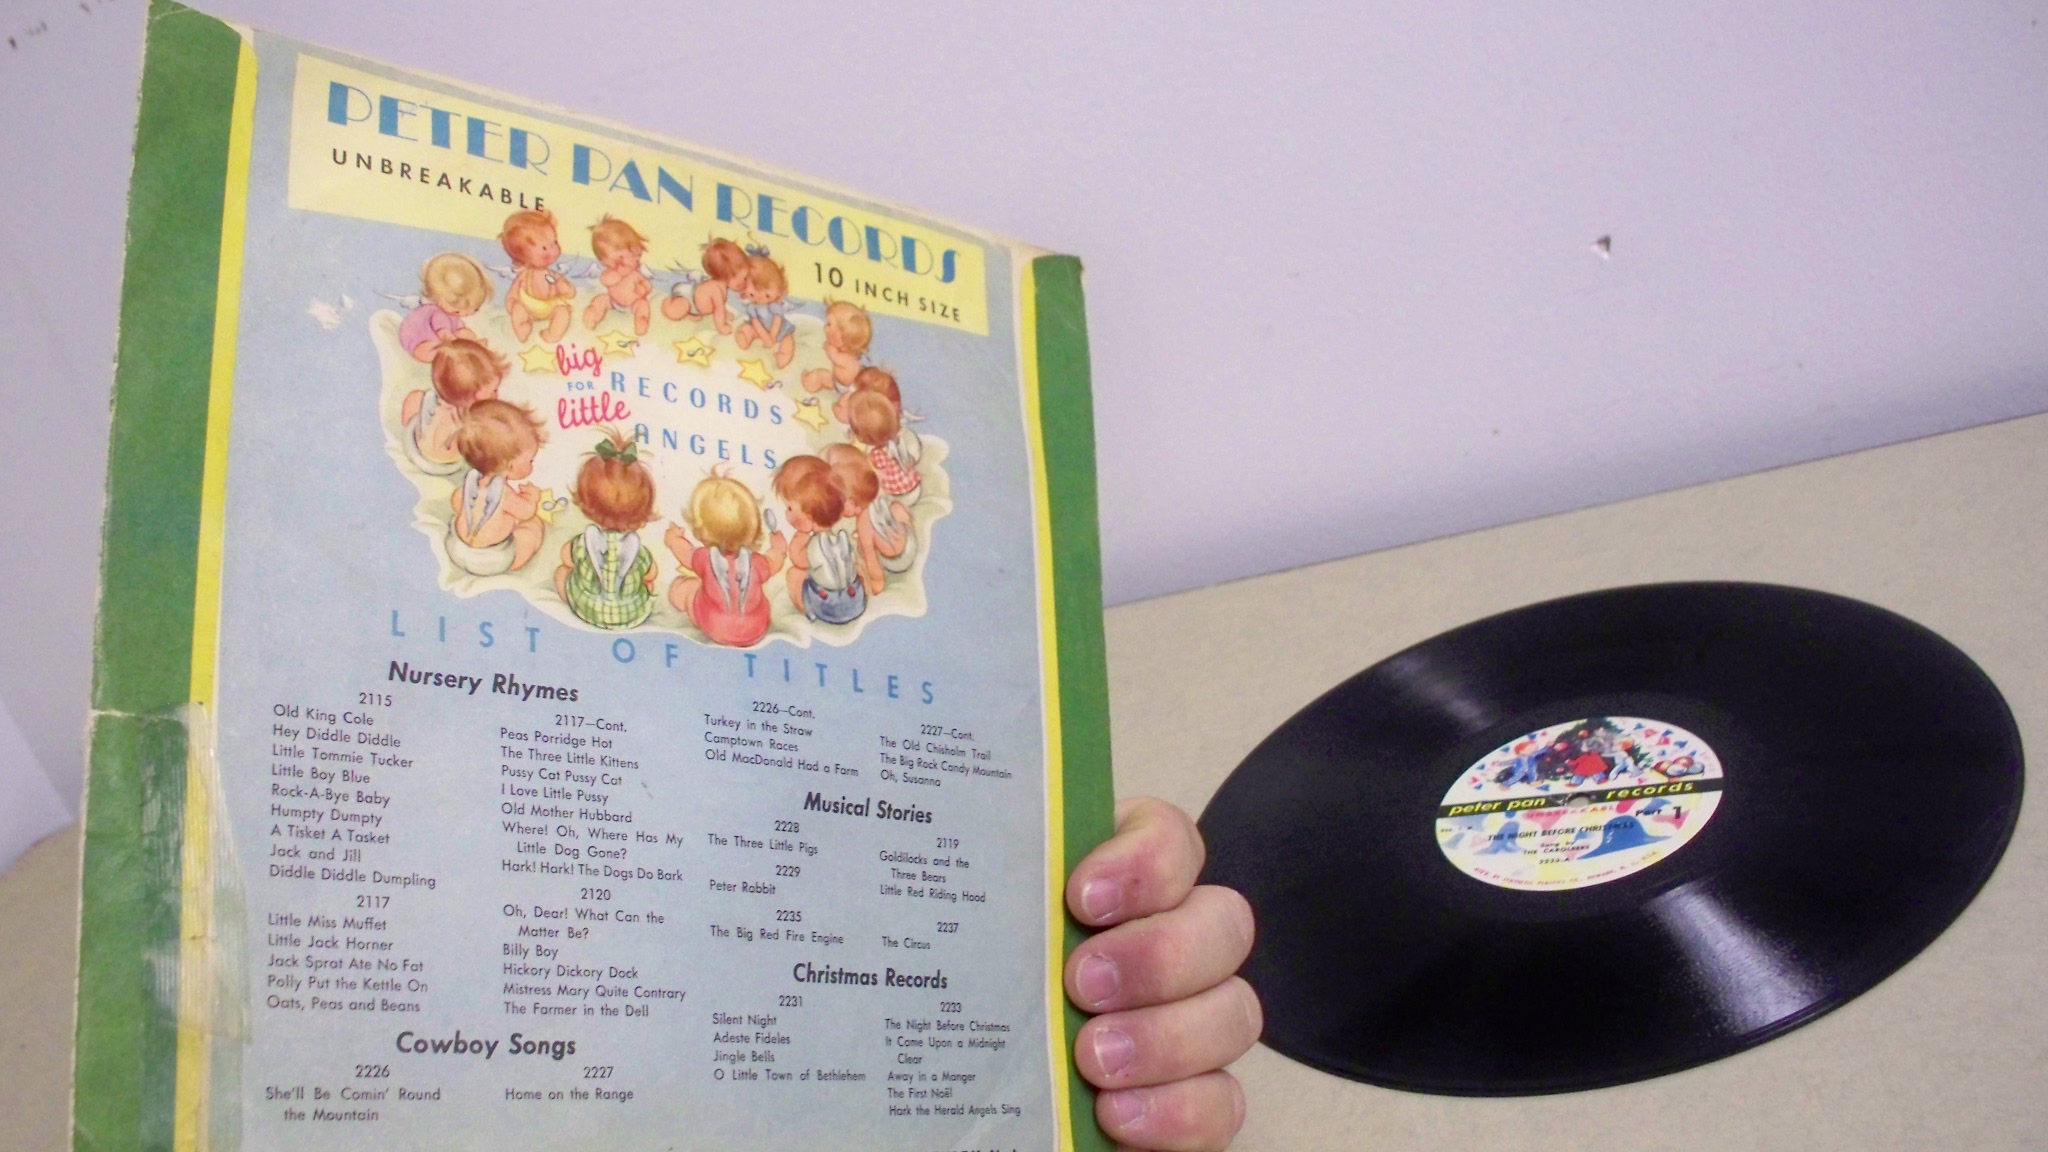 PETER PAN RECORDS
UNBREAKABLE
10 INCH SIZE
big
FOR
little
RECORDS
ANGELS
LIST OF TITLES
Nursery Rhymes
2115
Old King Cole
Hey Diddle Diddle
Little Tommie Tucker
Little Boy Blue
Rock-A-Bye Baby
Humpty Dumpty
A Tisket A Tasket
Jack and Jill
Diddle Diddle Dumpling
2117
Little Miss Muffet
Little Jack Horner
Jack Sprat Ate No Fat
Polly Put the Kettle On
Oats, Peas and Beans
2117—Cont.
Peas Porridge Hot
The Three Little Kittens
Pussy Cat Pussy Cat
I Love Little Pussy
Old Mother Hubbard
Where! Oh, Where Has My
Little Dog Gone?
Hark! Hark! The Dogs Do Bark
2120
Oh, Dear! What Can the
Matter Be?
Billy Boy
Hickory Dickory Dock
Mistress Mary Quite Contrary
The Farmer in the Dell
Cowboy Songs
2226
She'll Be Comin' Round
the Mountain
2227
Home on the Range
2226—Cont.
Turkey in the Straw
Camptown Races
Old MacDonald Had a Farm
2227—Cont.
The Old Chisholm Trail
The Big Rock Candy Mountain
Oh, Susanna
Musical Stories
2228
The Three Little Pigs
2229
Peter Rabbit
2235
The Big Red Fire Engine
2119
Goldilocks and the
Three Bears
Little Red Riding Hood
2237
The Circus
Christmas Records
2231
Silent Night
Adeste Fideles
Jingle Bells
O Little Town of Bethlehem
2233
The Night Before Christmas
It Came Upon a Midnight
Clear
Away in a Manger
The First Noël
Hark the Herald Angels Sing
peter pan records
UNBREAKABLE
Part 1
THE NIGHT BEFORE CHRISTMAS
Sung by
THE CAROLEERS